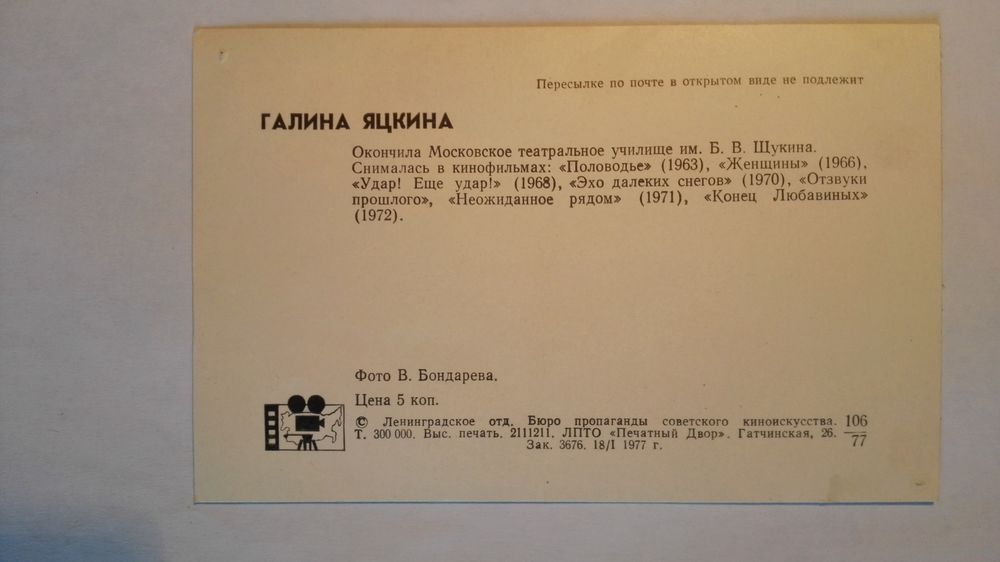 Пересылке по почте в открытом виде не подлежит
ГАЛИНА ЯЦКИНА
Окончила Московское театральное училище им. Б. В. Щукина.
Снималась в кинофильмах: «Половодье» (1963), «Женщины» (1966),
«Удар! Еще удар!» (1968), «Эхо далеких снегов» (1970), «Отзвуки
прошлого», «Неожиданное рядом» (1971), «Конец Любавиных»
(1972).
Фото В. Бондарева.
Цена 5 коп.
© Ленинградское отд. Бюро пропаганды советского киноискусства. 106
Т. 300 000. Выс. печать. 2111211. ЛПТО «Печатный Двор». Гатчинская, 26. 77
Зак. 3676. 18/I 1977 г.